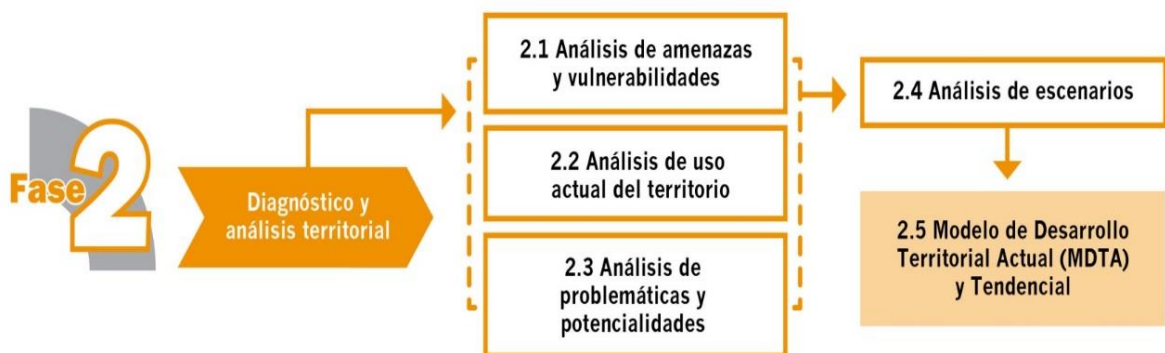 Fase 2
Diagnóstico y
análisis territorial
2.1 Análisis de amenazas
y vulnerabilidades
2.2 Análisis de uso
actual del territorio
2.3 Análisis de
problemáticas y
potencialidades
2.4 Análisis de escenarios
2.5 Modelo de Desarrollo
Territorial Actual (MDTA)
y Tendencial